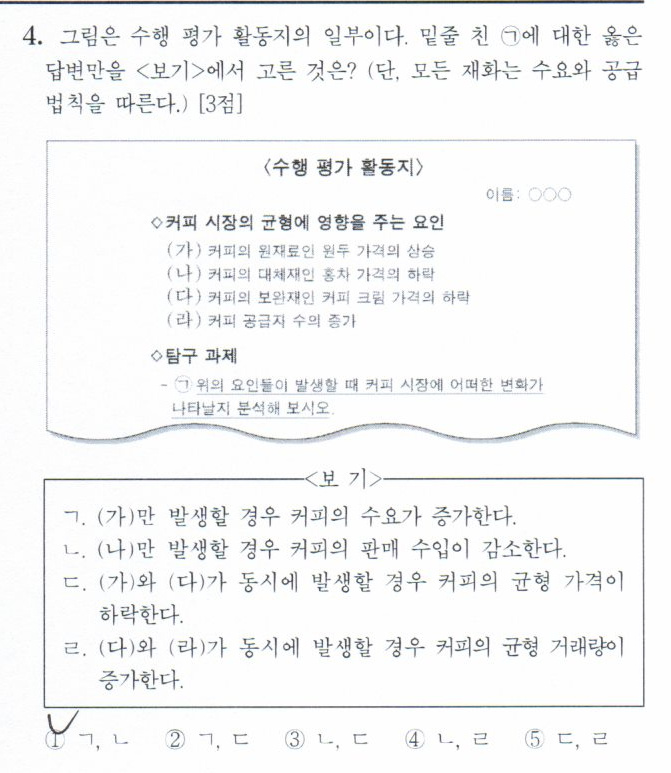 4. 그림은 수행 평가 활동지의 일부이다. 밑줄 친 ㉠에 대한 옳은
답변만을 <보기>에서 고른 것은? (단, 모든 재화는 수요와 공급
법칙을 따른다.) [3점]
<수행 평가 활동지>
이름: ○○○
◇커피 시장의 균형에 영향을 주는 요인
(가) 커피의 원재료인 원두 가격의 상승
(나) 커피의 대체재인 홍차 가격의 하락
(다) 커피의 보완재인 커피 크림 가격의 하락
(라) 커피 공급자 수의 증가
◇탐구 과제
- ㉠위의 요인들이 발생할 때 커피 시장에 어떠한 변화가
나타날지 분석해 보시오.
<보 기>
ㄱ. (가)만 발생할 경우 커피의 수요가 증가한다.
ㄴ. (나)만 발생할 경우 커피의 판매 수입이 감소한다.
ㄷ. (가)와 (다)가 동시에 발생할 경우 커피의 균형 가격이
하락한다.
ㄹ. (다)와 (라)가 동시에 발생할 경우 커피의 균형 거래량이
증가한다.
① ㄱ, ㄴ ② ㄱ, ㄷ ③ ㄴ, ㄷ ④ ㄴ, ㄹ ⑤ ㄷ, ㄹ